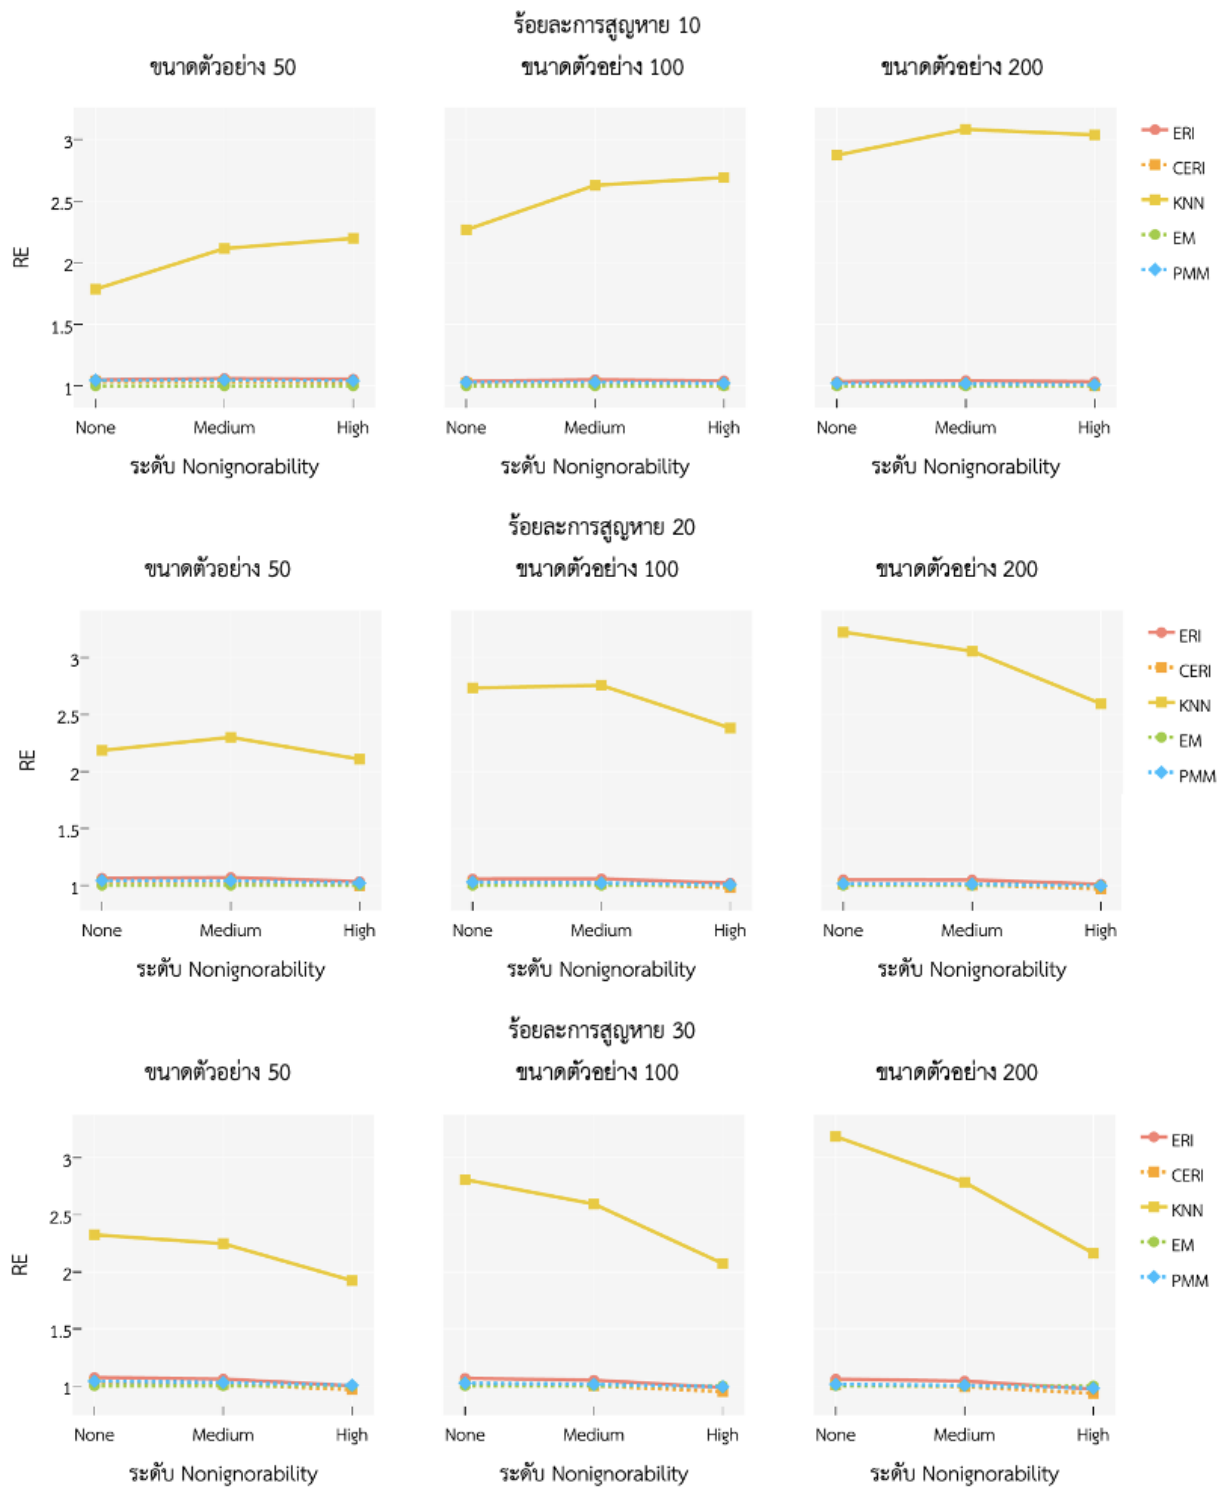 ร้อยละการสูญหาย 10
ขนาดตัวอย่าง 50 ขนาดตัวอย่าง 100 ขนาดตัวอย่าง 200
3
2.5
2
1.5
1
RE
None Medium High None Medium High None Medium High
ระดับ Nonignorability ระดับ Nonignorability ระดับ Nonignorability
ERI
CERI
KNN
EM
PMM
ร้อยละการสูญหาย 20
ขนาดตัวอย่าง 50 ขนาดตัวอย่าง 100 ขนาดตัวอย่าง 200
3
2.5
2
1.5
1
RE
None Medium High None Medium High None Medium High
ระดับ Nonignorability ระดับ Nonignorability ระดับ Nonignorability
ERI
CERI
KNN
EM
PMM
ร้อยละการสูญหาย 30
ขนาดตัวอย่าง 50 ขนาดตัวอย่าง 100 ขนาดตัวอย่าง 200
3
2.5
2
1.5
1
RE
None Medium High None Medium High None Medium High
ระดับ Nonignorability ระดับ Nonignorability ระดับ Nonignorability
ERI
CERI
KNN
EM
PMM